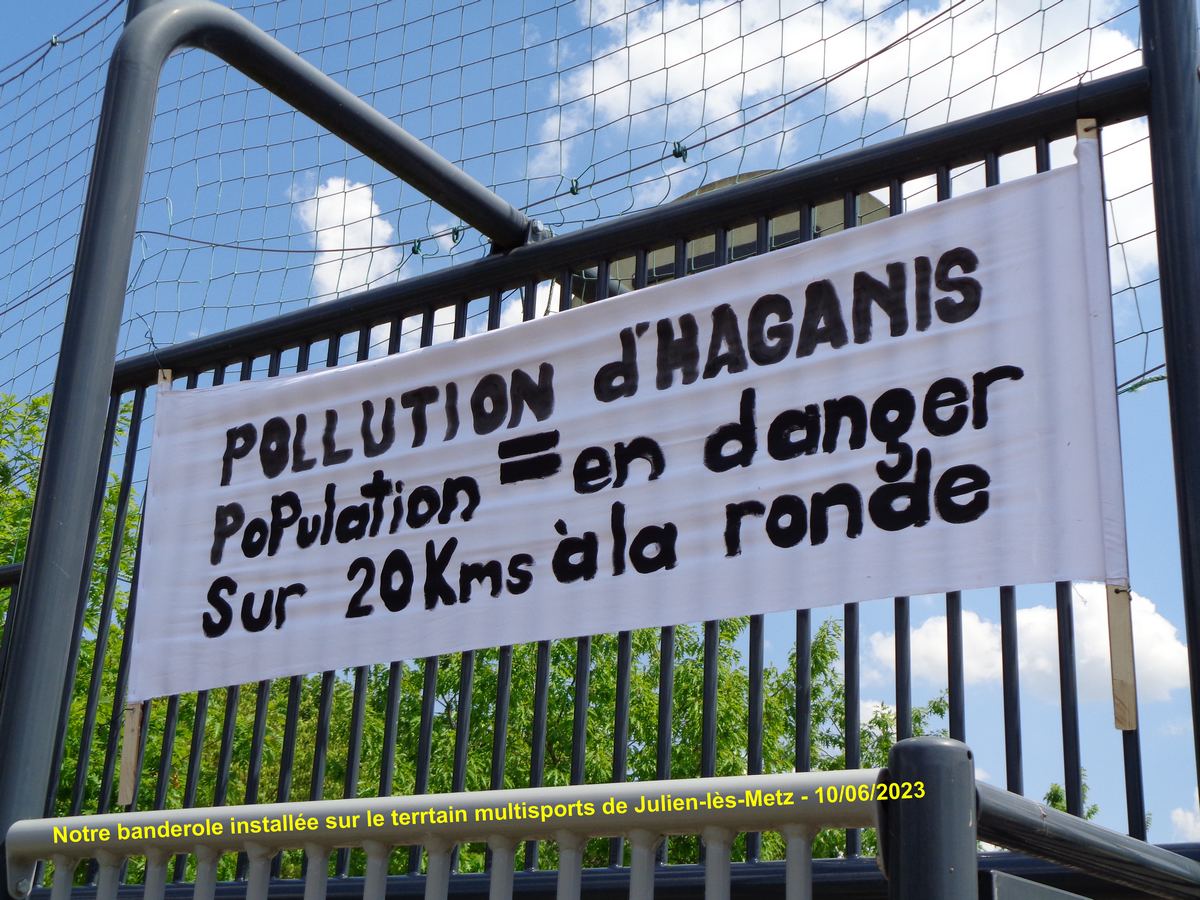 POLLUTION d'HAGANIS
Population = en danger
Sur 20Kms à la ronde
Notre banderole installée sur le terrtain multisports de Julien-lès-Metz - 10/06/2023